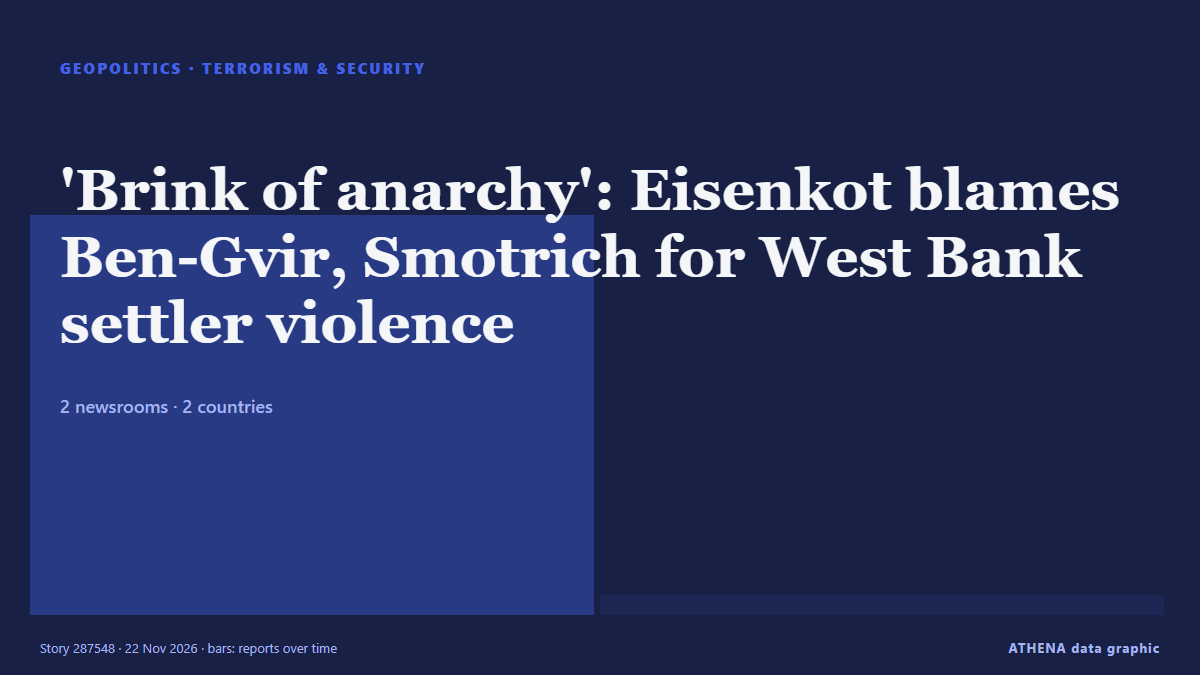 GEOPOLITICS · TERRORISM & SECURITY
'Brink of anarchy': Eisenkot blames
Ben-Gvir, Smotrich for West Bank
settler violence
2 newsrooms · 2 countries
Story 287548 · 22 Nov 2026 · bars: reports over time
ATHENA data graphic